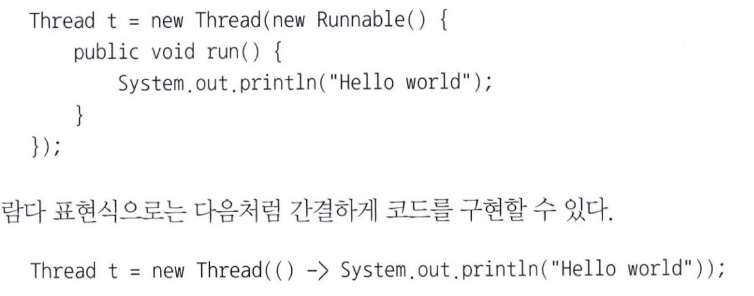 Thread t = new Thread(new Runnable() {
    public void run() {
        System.out.println("Hello world");
    }
});
람다 표현식으로는 다음처럼 간결하게 코드를 구현할 수 있다.
Thread t = new Thread(() -> System.out.println("Hello world"));